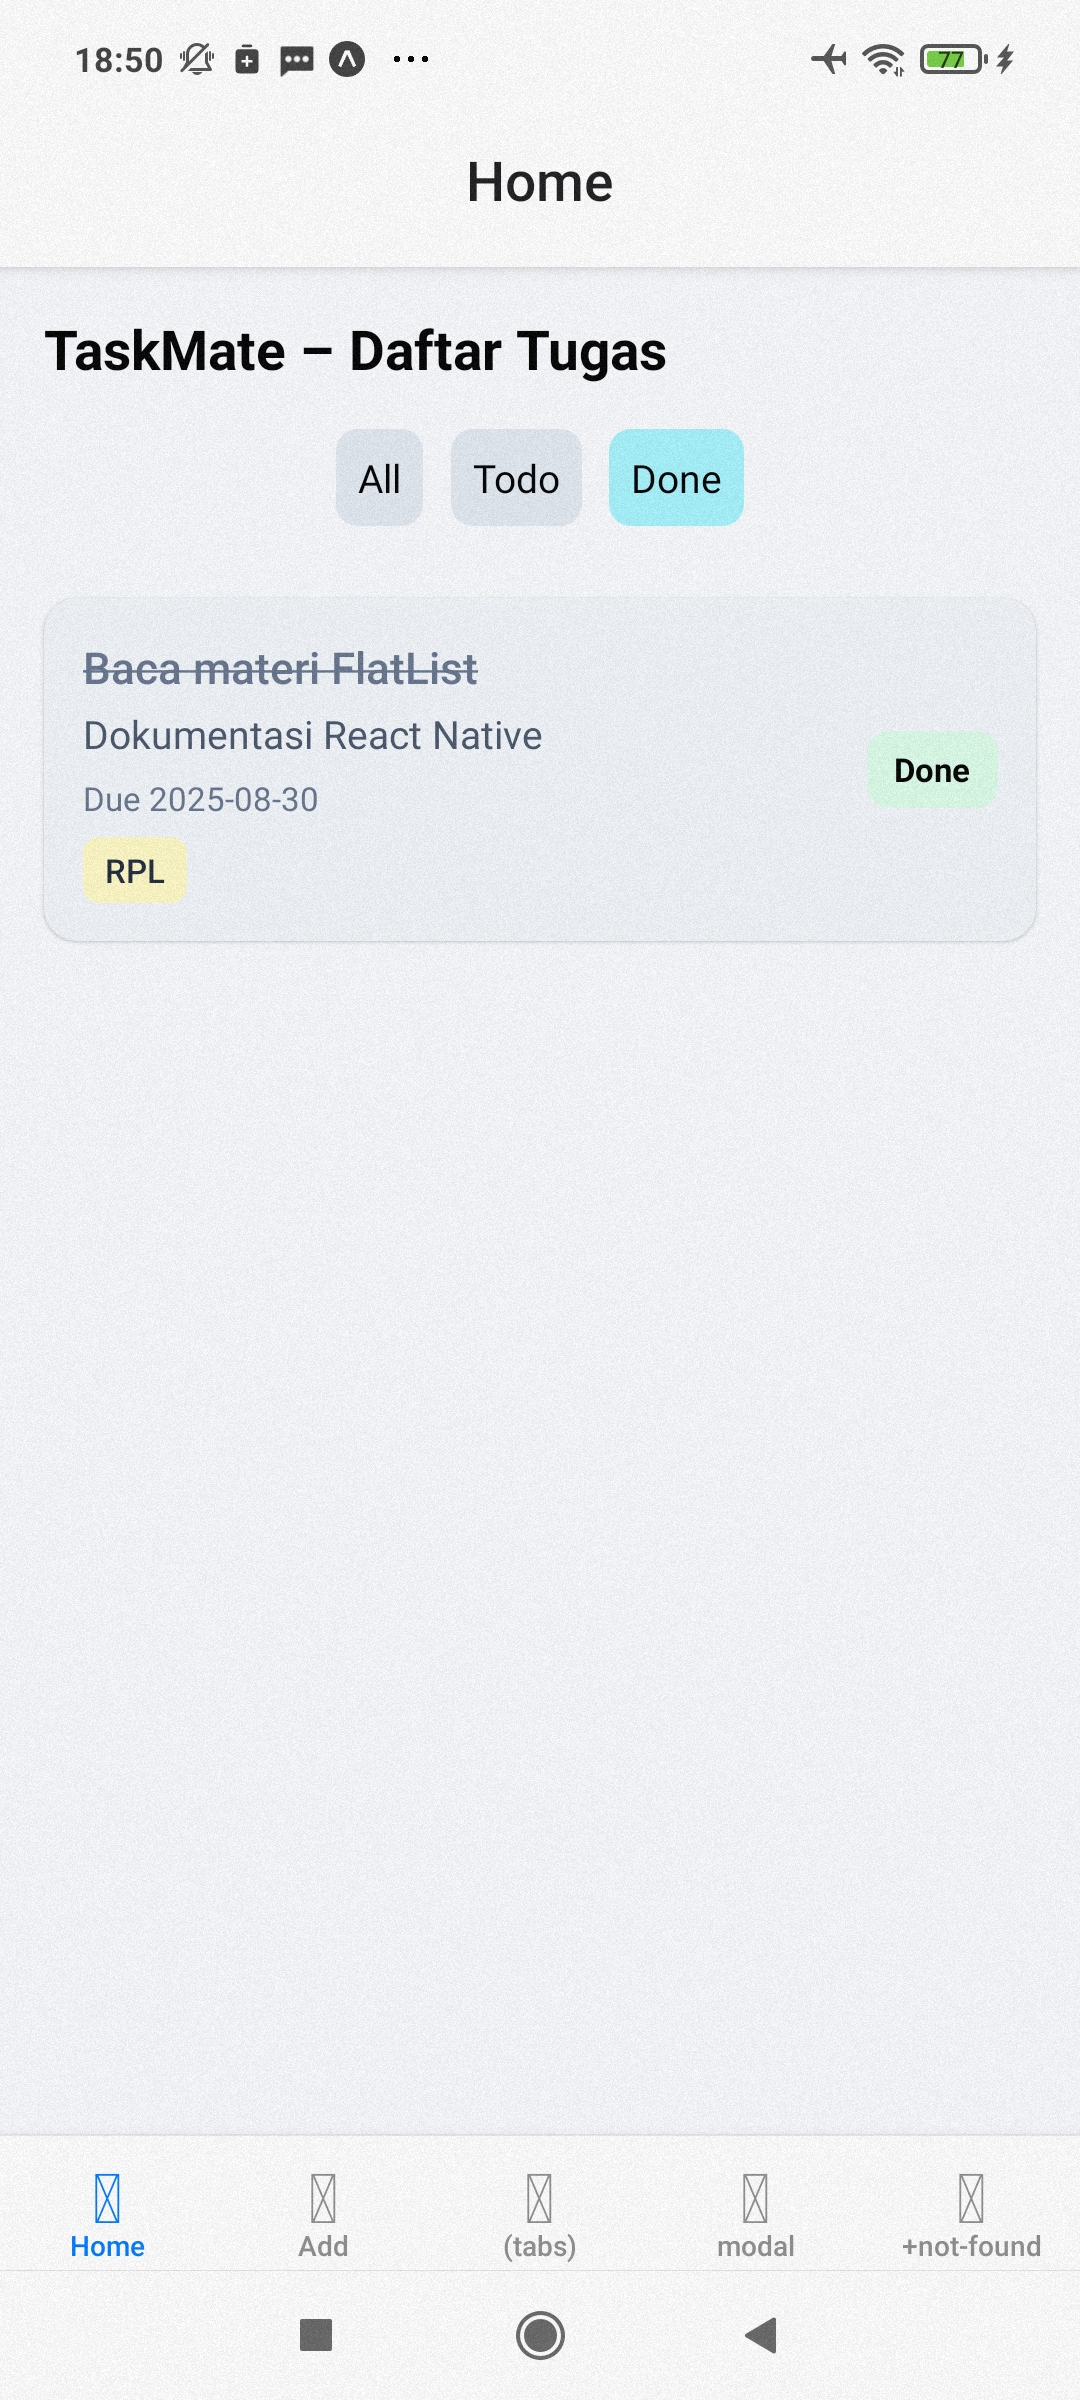 18:50
77
Home
TaskMate – Daftar Tugas
All
Todo
Done
Baca materi FlatList
Dokumentasi React Native
Due 2025-08-30
RPL
Done
Home
Add
(tabs)
modal
+not-found